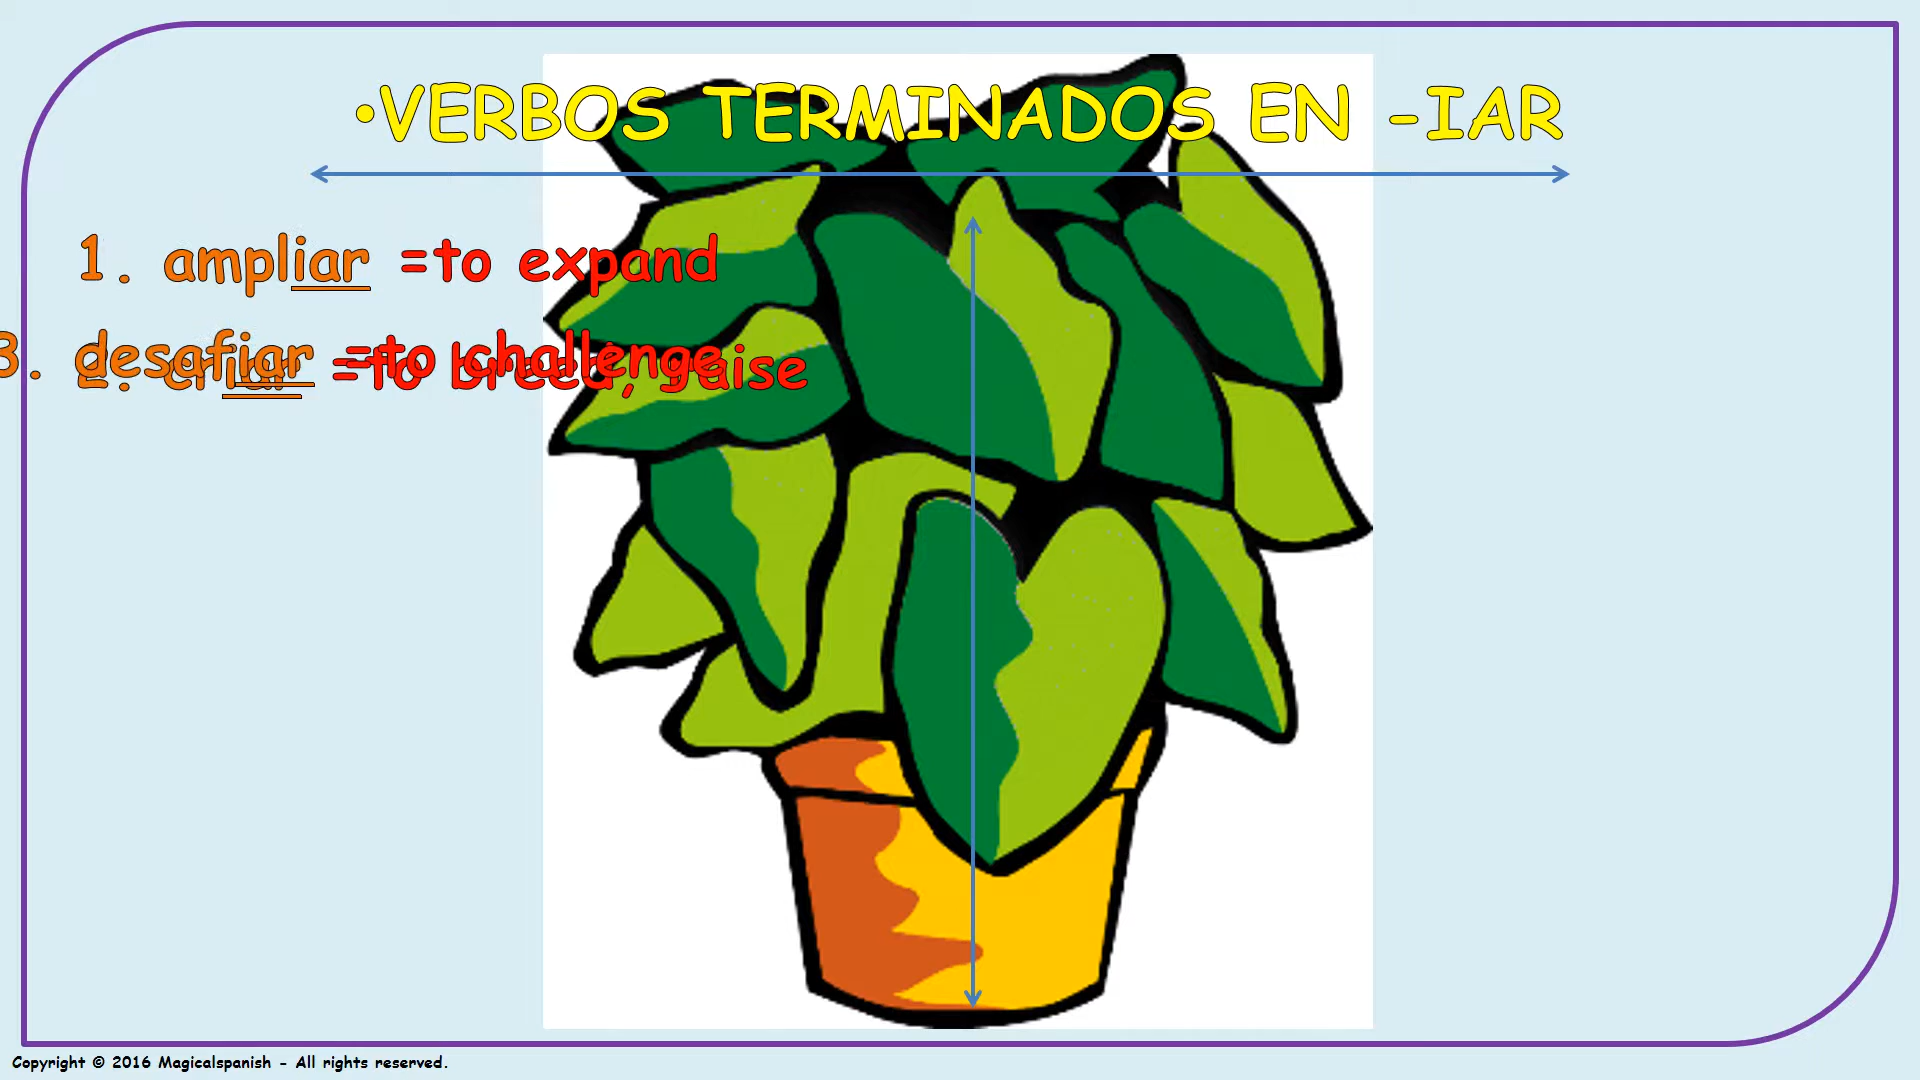 •VERBOS TERMINADOS EN -IAR
1. ampliar =to expand
3. desafiar =to challenge
2. criar =to breed, raise
Copyright © 2016 Magicalspanish - All rights reserved.